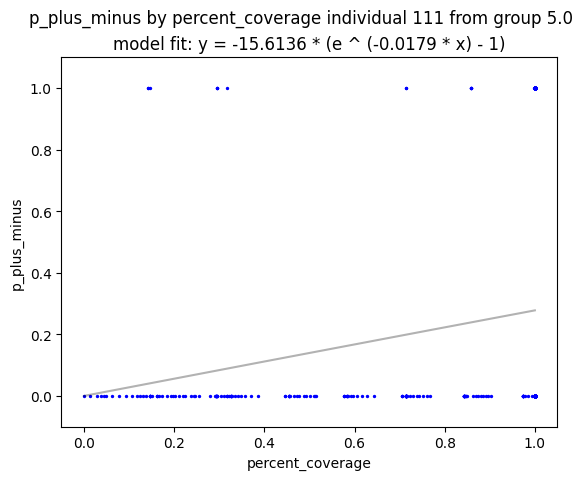 p_plus_minus by percent_coverage individual 111 from group 5.0
model fit: y = -15.6136 * (e ^ (-0.0179 * x) - 1)
1.0
0.8
0.6
0.4
0.2
0.0
p_plus_minus
0.0 0.2 0.4 0.6 0.8 1.0
percent_coverage